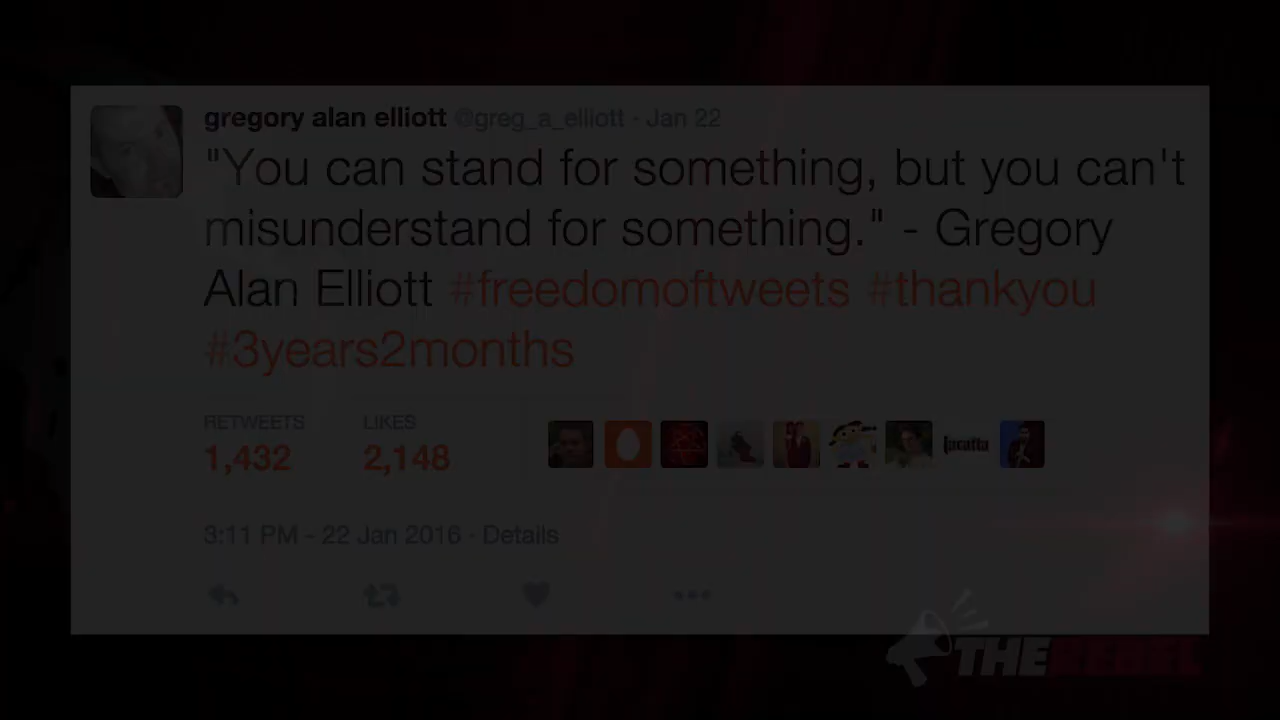 gregory alan elliott @greg_a_elliott · Jan 22
"You can stand for something, but you can't
misunderstand for something." - Gregory
Alan Elliott #freedomoftweets #thankyou
#3years2months
RETWEETS LIKES
1,432 2,148
jacatta
3:11 PM - 22 Jan 2016 · Details
THE REBEL